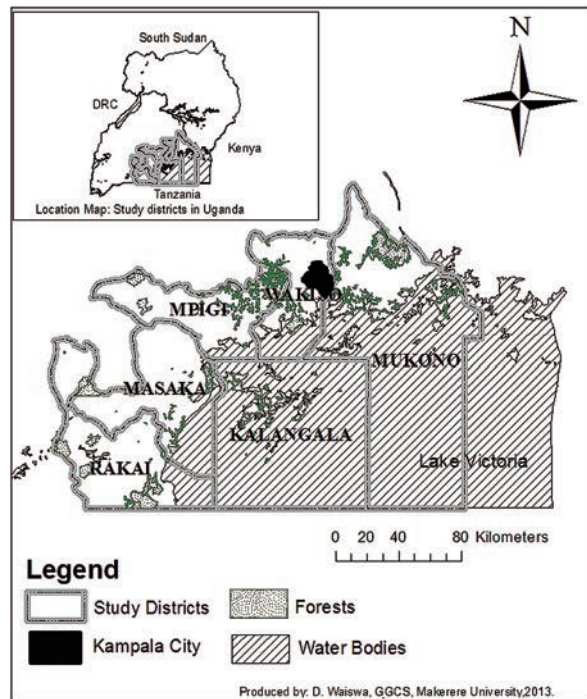 South Sudan
N
DRC
Kenya
Tanzania
Location Map: Study districts in Uganda
WAKISO
MPIGI
MUKONO
MASAKA
KALANGALA
Lake Victoria
RAKAI
0 20 40 80 Kilometers
Legend
Study Districts Forests
Kampala City Water Bodies
Produced by: D. Waiswa, GGCS, Makerere University,2013.